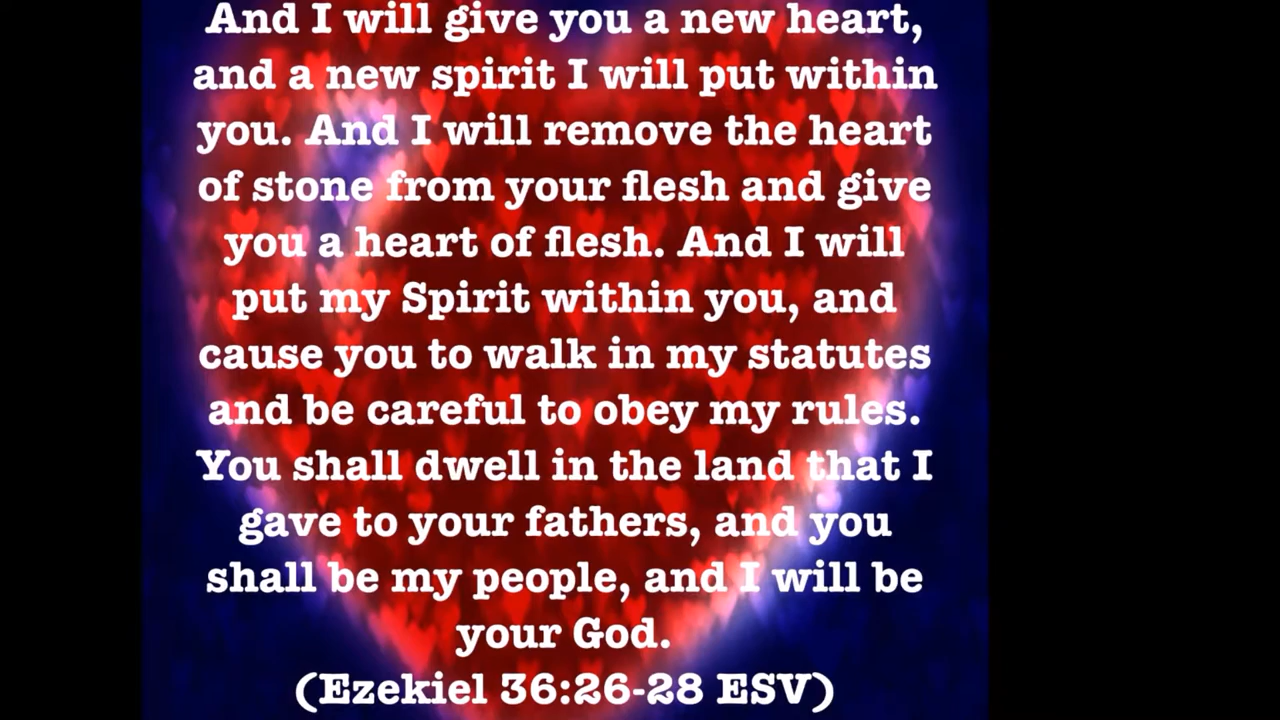 And I will give you a new heart,
and a new spirit I will put within
you. And I will remove the heart
of stone from your flesh and give
you a heart of flesh. And I will
put my Spirit within you, and
cause you to walk in my statutes
and be careful to obey my rules.
You shall dwell in the land that I
gave to your fathers, and you
shall be my people, and I will be
your God.
(Ezekiel 36:26-28 ESV)